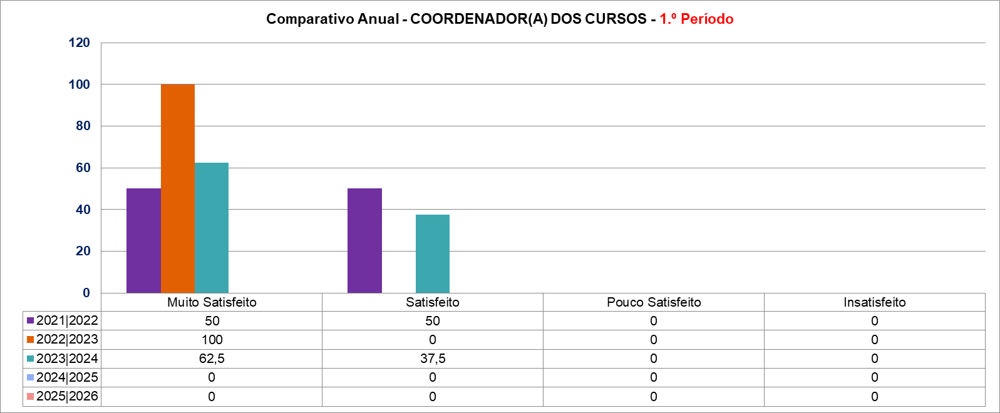 Comparativo Anual - COORDENADOR(A) DOS CURSOS - 1.º Período
120
100
80
60
40
20
0
Muito Satisfeito Satisfeito Pouco Satisfeito Insatisfeito
2021|2022 50 50 0 0
2022|2023 100 0 0 0
2023|2024 62,5 37,5 0 0
2024|2025 0 0 0 0
2025|2026 0 0 0 0